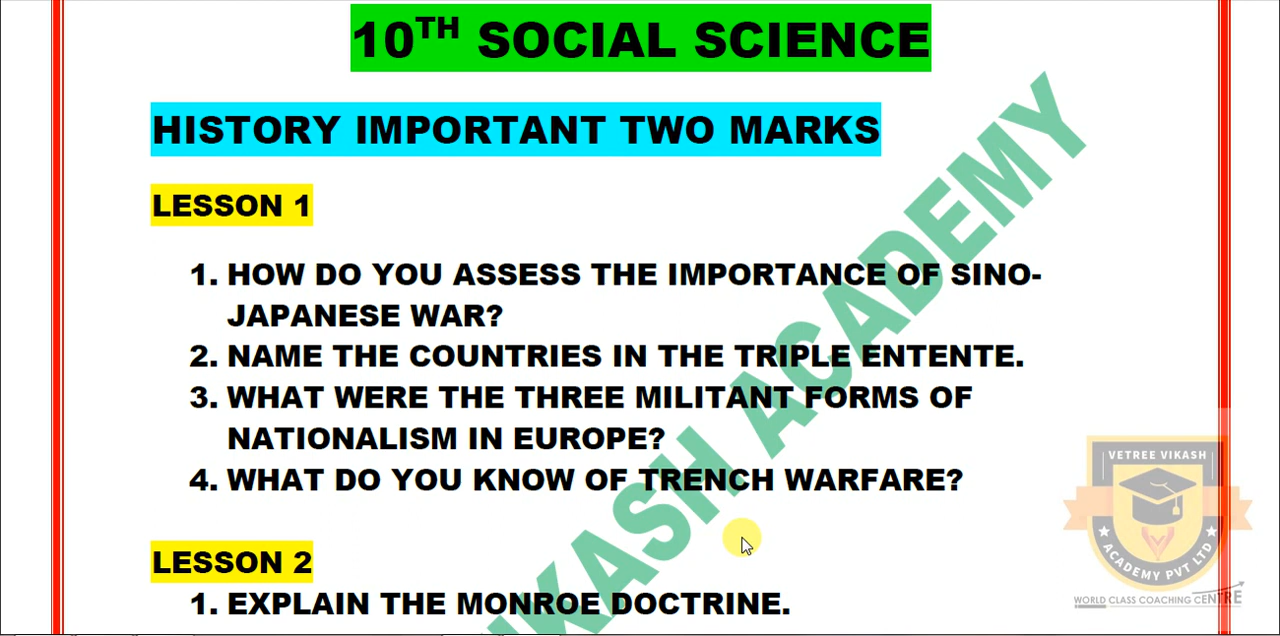 10TH SOCIAL SCIENCE
HISTORY IMPORTANT TWO MARKS
LESSON 1
1. HOW DO YOU ASSESS THE IMPORTANCE OF SINO-
JAPANESE WAR?
2. NAME THE COUNTRIES IN THE TRIPLE ENTENTE.
3. WHAT WERE THE THREE MILITANT FORMS OF
NATIONALISM IN EUROPE?
4. WHAT DO YOU KNOW OF TRENCH WARFARE?
LESSON 2
1. EXPLAIN THE MONROE DOCTRINE.
IKASH ACADEMY
VETREE VIKASH
ACADEMY PVT LTD
WORLD CLASS COACHING CENTRE